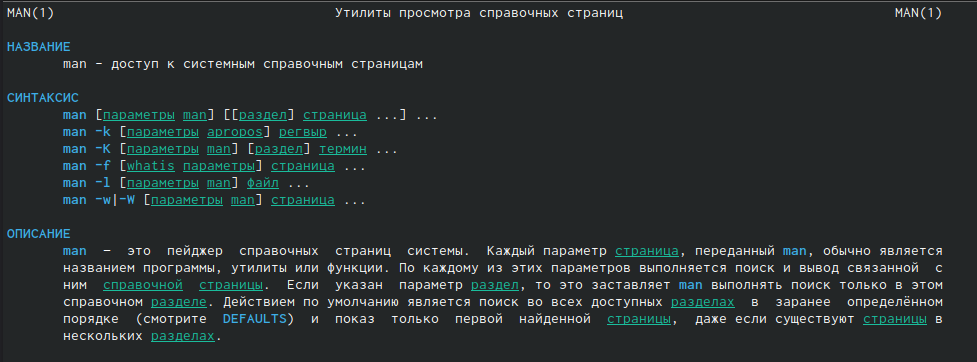 MAN(1) Утилиты просмотра справочных страниц MAN(1)
НАЗВАНИЕ
man - доступ к системным справочным страницам
СИНТАКСИС
man [параметры man] [[раздел] страница ...] ...
man -k [параметры apropos] регвыр ...
man -K [параметры man] [раздел] термин ...
man -f [whatis параметры] страница ...
man -l [параметры man] файл ...
man -w|-W [параметры man] страница ...
ОПИСАНИЕ
man — это пейджер справочных страниц системы. Каждый параметр страница, переданный man, обычно является
названием программы, утилиты или функции. По каждому из этих параметров выполняется поиск и вывод связанной с
ним справочной страницы. Если указан параметр раздел, то это заставляет man выполнять поиск только в этом
справочном разделе. Действием по умолчанию является поиск во всех доступных разделах в заранее определённом
порядке (смотрите DEFAULTS) и показ только первой найденной страницы, даже если существуют страницы в
нескольких разделах.